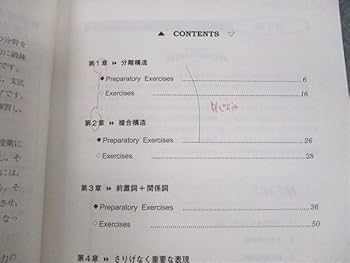 ▲ CONTENTS ▽
第1章 ▸▸ 分離構造
◆ Preparatory Exercises 6
◇ Exercises 16
第2章 ▸▸ 複合構造
◆ Preparatory Exercises 26
◇ Exercises 28
第3章 ▸▸ 前置詞＋関係詞
◆ Preparatory Exercises 36
◇ Exercises 50
第4章 ▸▸ さりげなく重要な表現